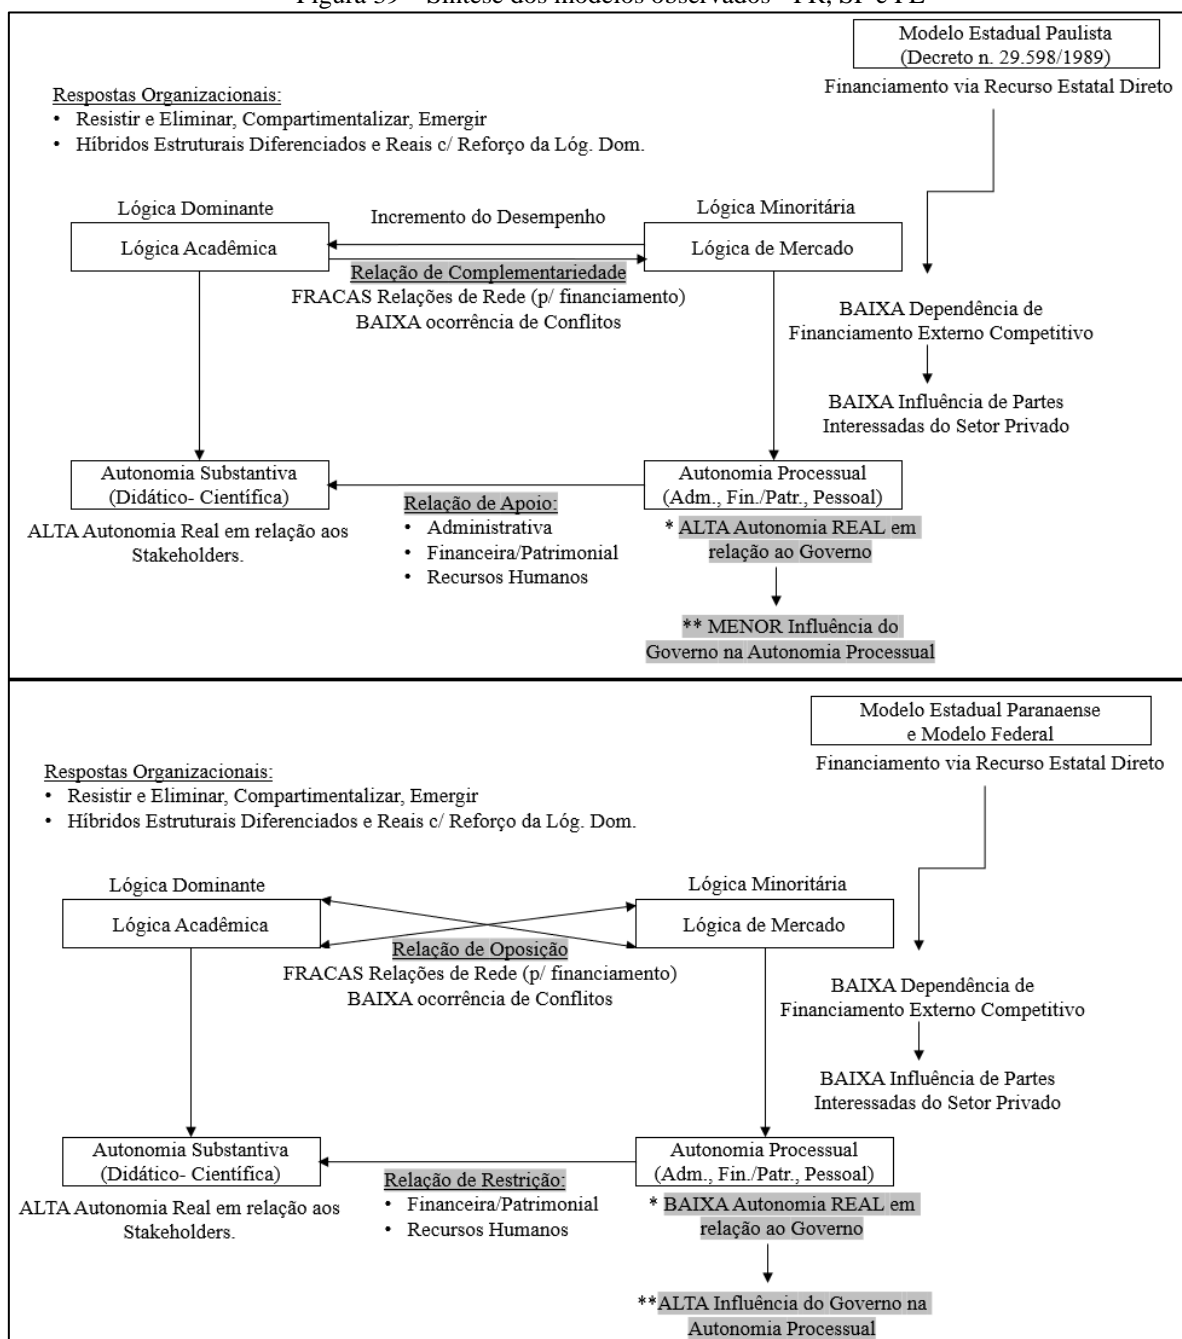 Modelo Estadual Paulista
(Decreto n. 29.598/1989)
Financiamento via Recurso Estatal Direto
Respostas Organizacionais:
• Resistir e Eliminar, Compartimentalizar, Emergir
• Híbridos Estruturais Diferenciados e Reais c/ Reforço da Lóg. Dom.
Lógica Dominante
Lógica Acadêmica
Incremento do Desempenho
Lógica Minoritária
Lógica de Mercado
Relação de Complementariedade
FRACAS Relações de Rede (p/ financiamento)
BAIXA ocorrência de Conflitos
BAIXA Dependência de
Financiamento Externo Competitivo
BAIXA Influência de Partes
Interessadas do Setor Privado
Autonomia Substantiva
(Didático- Científica)
ALTA Autonomia Real em relação aos
Stakeholders.
Relação de Apoio:
• Administrativa
• Financeira/Patrimonial
• Recursos Humanos
Autonomia Processual
(Adm., Fin./Patr., Pessoal)
* ALTA Autonomia REAL em
relação ao Governo
** MENOR Influência do
Governo na Autonomia Processual
Modelo Estadual Paranaense
e Modelo Federal
Financiamento via Recurso Estatal Direto
Respostas Organizacionais:
• Resistir e Eliminar, Compartimentalizar, Emergir
• Híbridos Estruturais Diferenciados e Reais c/ Reforço da Lóg. Dom.
Lógica Dominante
Lógica Acadêmica
Lógica Minoritária
Lógica de Mercado
Relação de Oposição
FRACAS Relações de Rede (p/ financiamento)
BAIXA ocorrência de Conflitos
BAIXA Dependência de
Financiamento Externo Competitivo
BAIXA Influência de Partes
Interessadas do Setor Privado
Autonomia Substantiva
(Didático- Científica)
ALTA Autonomia Real em relação aos
Stakeholders.
Relação de Restrição:
• Financeira/Patrimonial
• Recursos Humanos
Autonomia Processual
(Adm., Fin./Patr., Pessoal)
* BAIXA Autonomia REAL em
relação ao Governo
**ALTA Influência do Governo na
Autonomia Processual